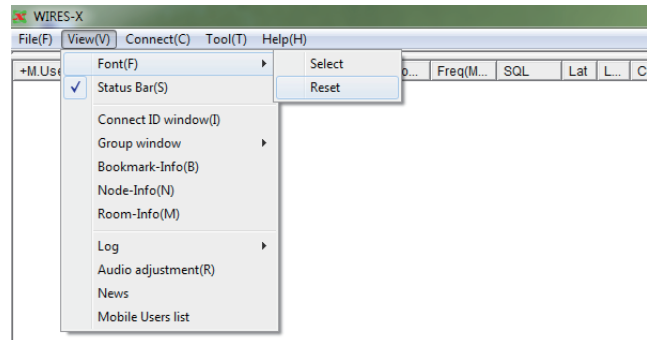 WIRES-X
File(F) View(V) Connect(C) Tool(T) Help(H)
+M.Use o... Freq(M... SQL Lat L... C
Font(F) Select
Status Bar(S) Reset
Connect ID window(I)
Group window
Bookmark-Info(B)
Node-Info(N)
Room-Info(M)
Log
Audio adjustment(R)
News
Mobile Users list